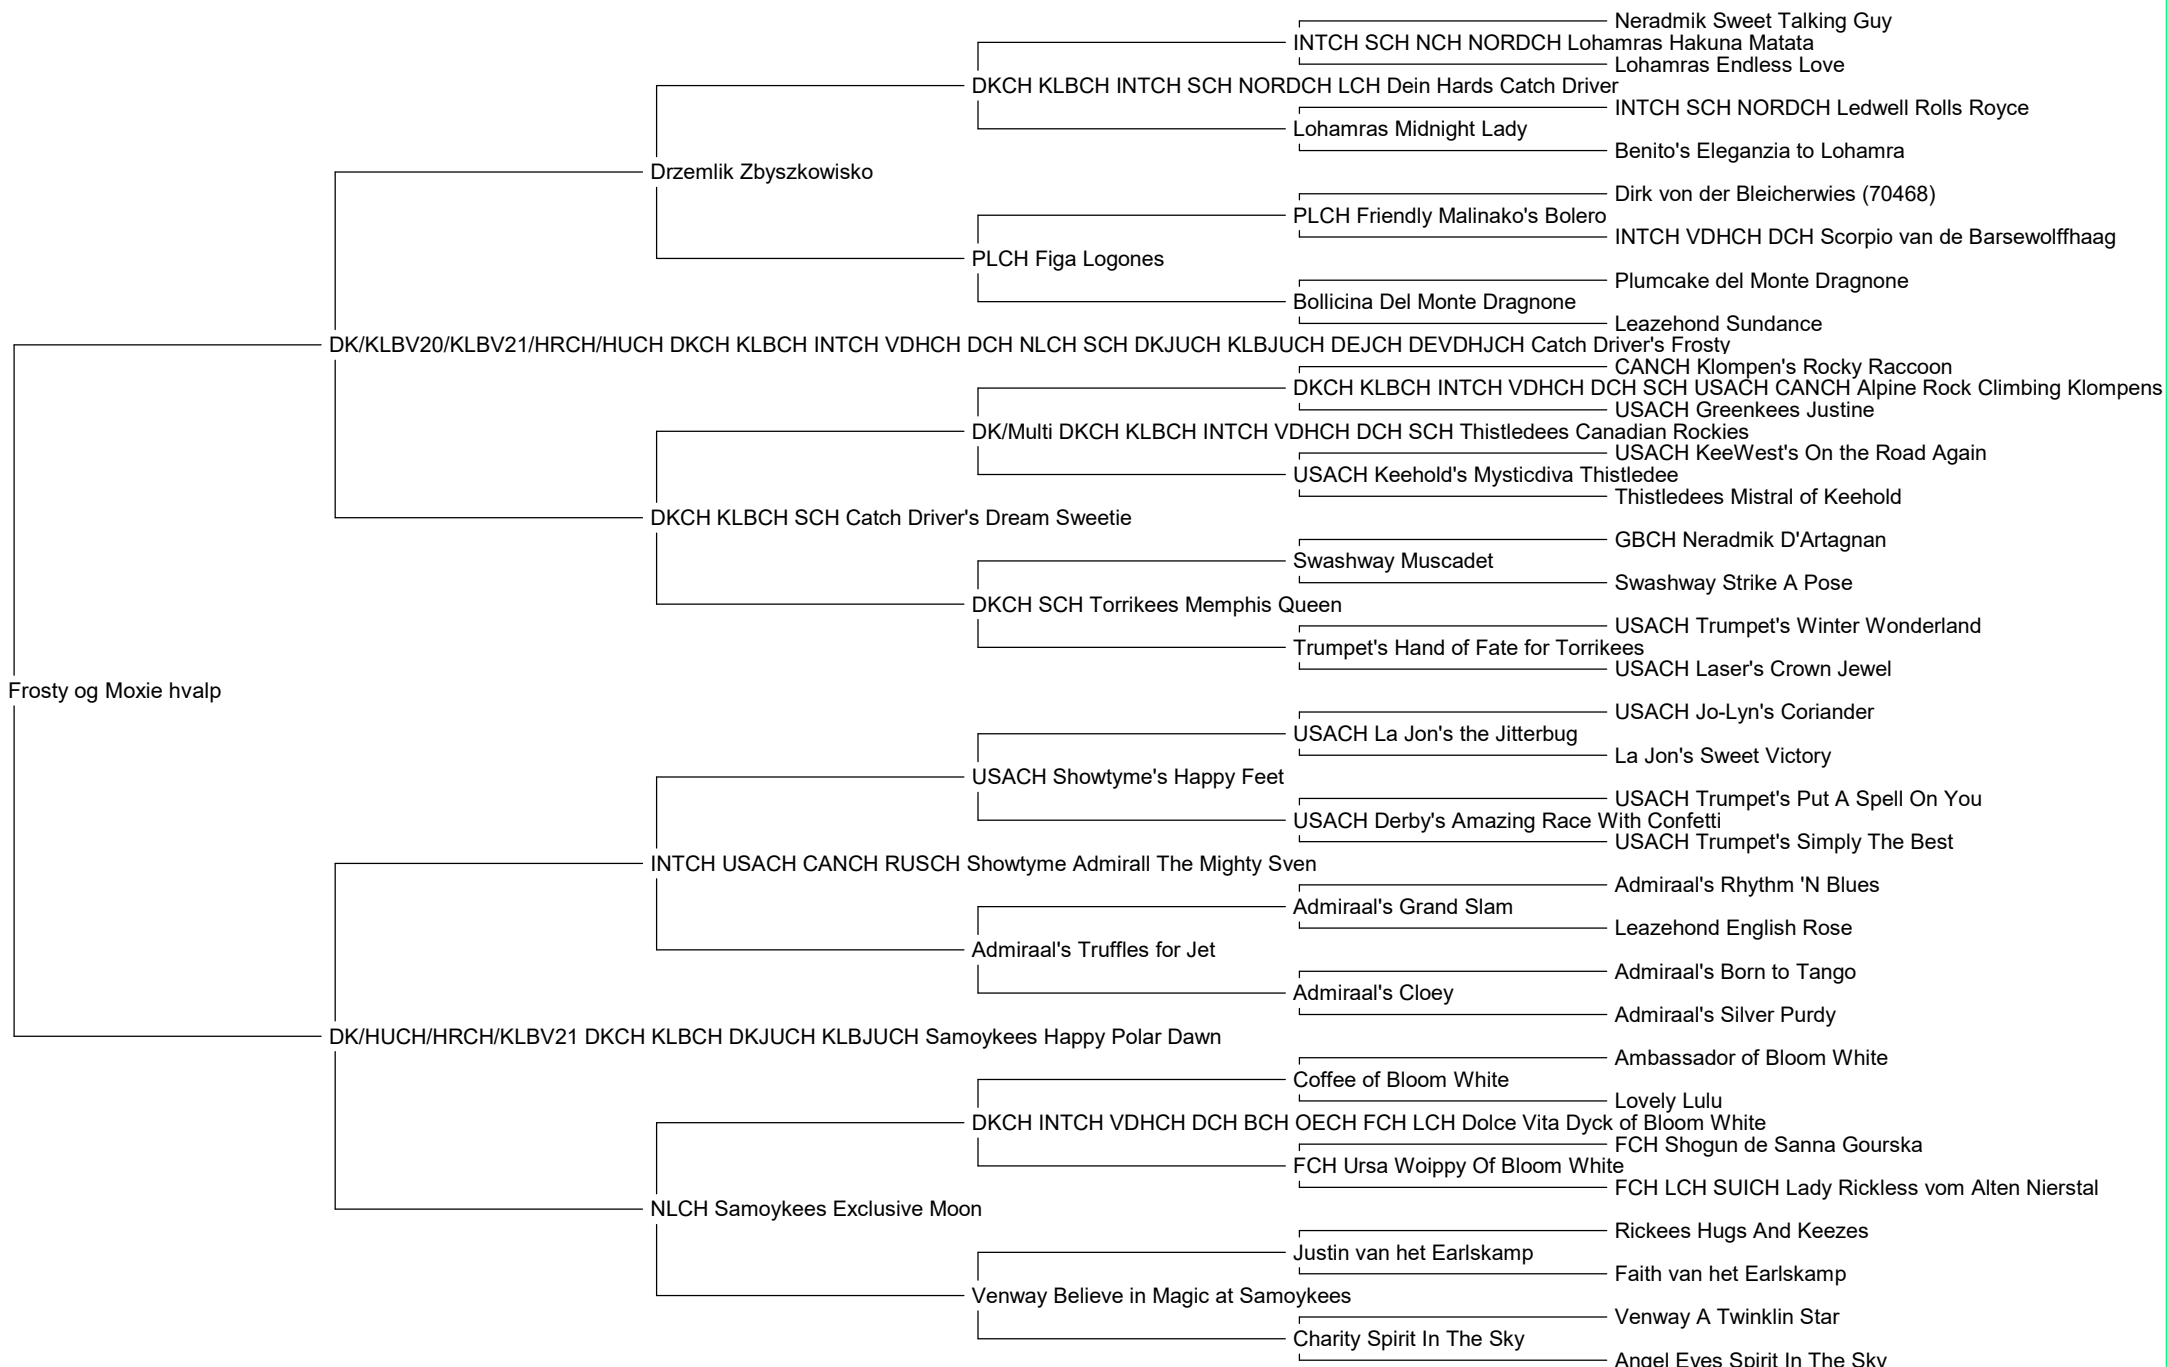 Neradmik Sweet Talking Guy
INTCH SCH NCH NORDCH Lohamras Hakuna Matata
Lohamras Endless Love
DKCH KLBCH INTCH SCH NORDCH LCH Dein Hards Catch Driver
INTCH SCH NORDCH Ledwell Rolls Royce
Lohamras Midnight Lady
Benito's Eleganzia to Lohamra
Drzemlik Zbyszkowisko
Dirk von der Bleicherwies (70468)
PLCH Friendly Malinako's Bolero
INTCH VDHCH DCH Scorpio van de Barsewolffhaag
PLCH Figa Logones
Plumcake del Monte Dragnone
Bollicina Del Monte Dragnone
Leazehond Sundance
DK/KLBV20/KLBV21/HRCH/HUCH DKCH KLBCH INTCH VDHCH DCH NLCH SCH DKJUCH KLBJUCH DEJCH DEVDHJCH Catch Driver's Frosty
CANCH Klompen's Rocky Raccoon
DKCH KLBCH INTCH VDHCH DCH SCH USACH CANCH Alpine Rock Climbing Klompens
USACH Greenkees Justine
DK/Multi DKCH KLBCH INTCH VDHCH DCH SCH Thistledees Canadian Rockies
USACH KeeWest's On the Road Again
USACH Keehold's Mysticdiva Thistledee
Thistledees Mistral of Keehold
DKCH KLBCH SCH Catch Driver's Dream Sweetie
GBCH Neradmik D'Artagnan
Swashway Muscadet
Swashway Strike A Pose
DKCH SCH Torrikees Memphis Queen
USACH Trumpet's Winter Wonderland
Trumpet's Hand of Fate for Torrikees
USACH Laser's Crown Jewel
Frosty og Moxie hvalp
USACH Jo-Lyn's Coriander
USACH La Jon's the Jitterbug
La Jon's Sweet Victory
USACH Showtyme's Happy Feet
USACH Trumpet's Put A Spell On You
USACH Derby's Amazing Race With Confetti
USACH Trumpet's Simply The Best
INTCH USACH CANCH RUSCH Showtyme Admirall The Mighty Sven
Admiraal's Rhythm 'N Blues
Admiraal's Grand Slam
Leazehond English Rose
Admiraal's Truffles for Jet
Admiraal's Born to Tango
Admiraal's Cloey
Admiraal's Silver Purdy
DK/HUCH/HRCH/KLBV21 DKCH KLBCH DKJUCH KLBJUCH Samoykees Happy Polar Dawn
Ambassador of Bloom White
Coffee of Bloom White
Lovely Lulu
DKCH INTCH VDHCH DCH BCH OECH FCH LCH Dolce Vita Dyck of Bloom White
FCH Shogun de Sanna Gourska
FCH Ursa Woippy Of Bloom White
FCH LCH SUICH Lady Rickless vom Alten Nierstal
NLCH Samoykees Exclusive Moon
Rickees Hugs And Keezes
Justin van het Earlskamp
Faith van het Earlskamp
Venway Believe in Magic at Samoykees
Venway A Twinklin Star
Charity Spirit In The Sky
Angel Eyes Spirit In The Sky